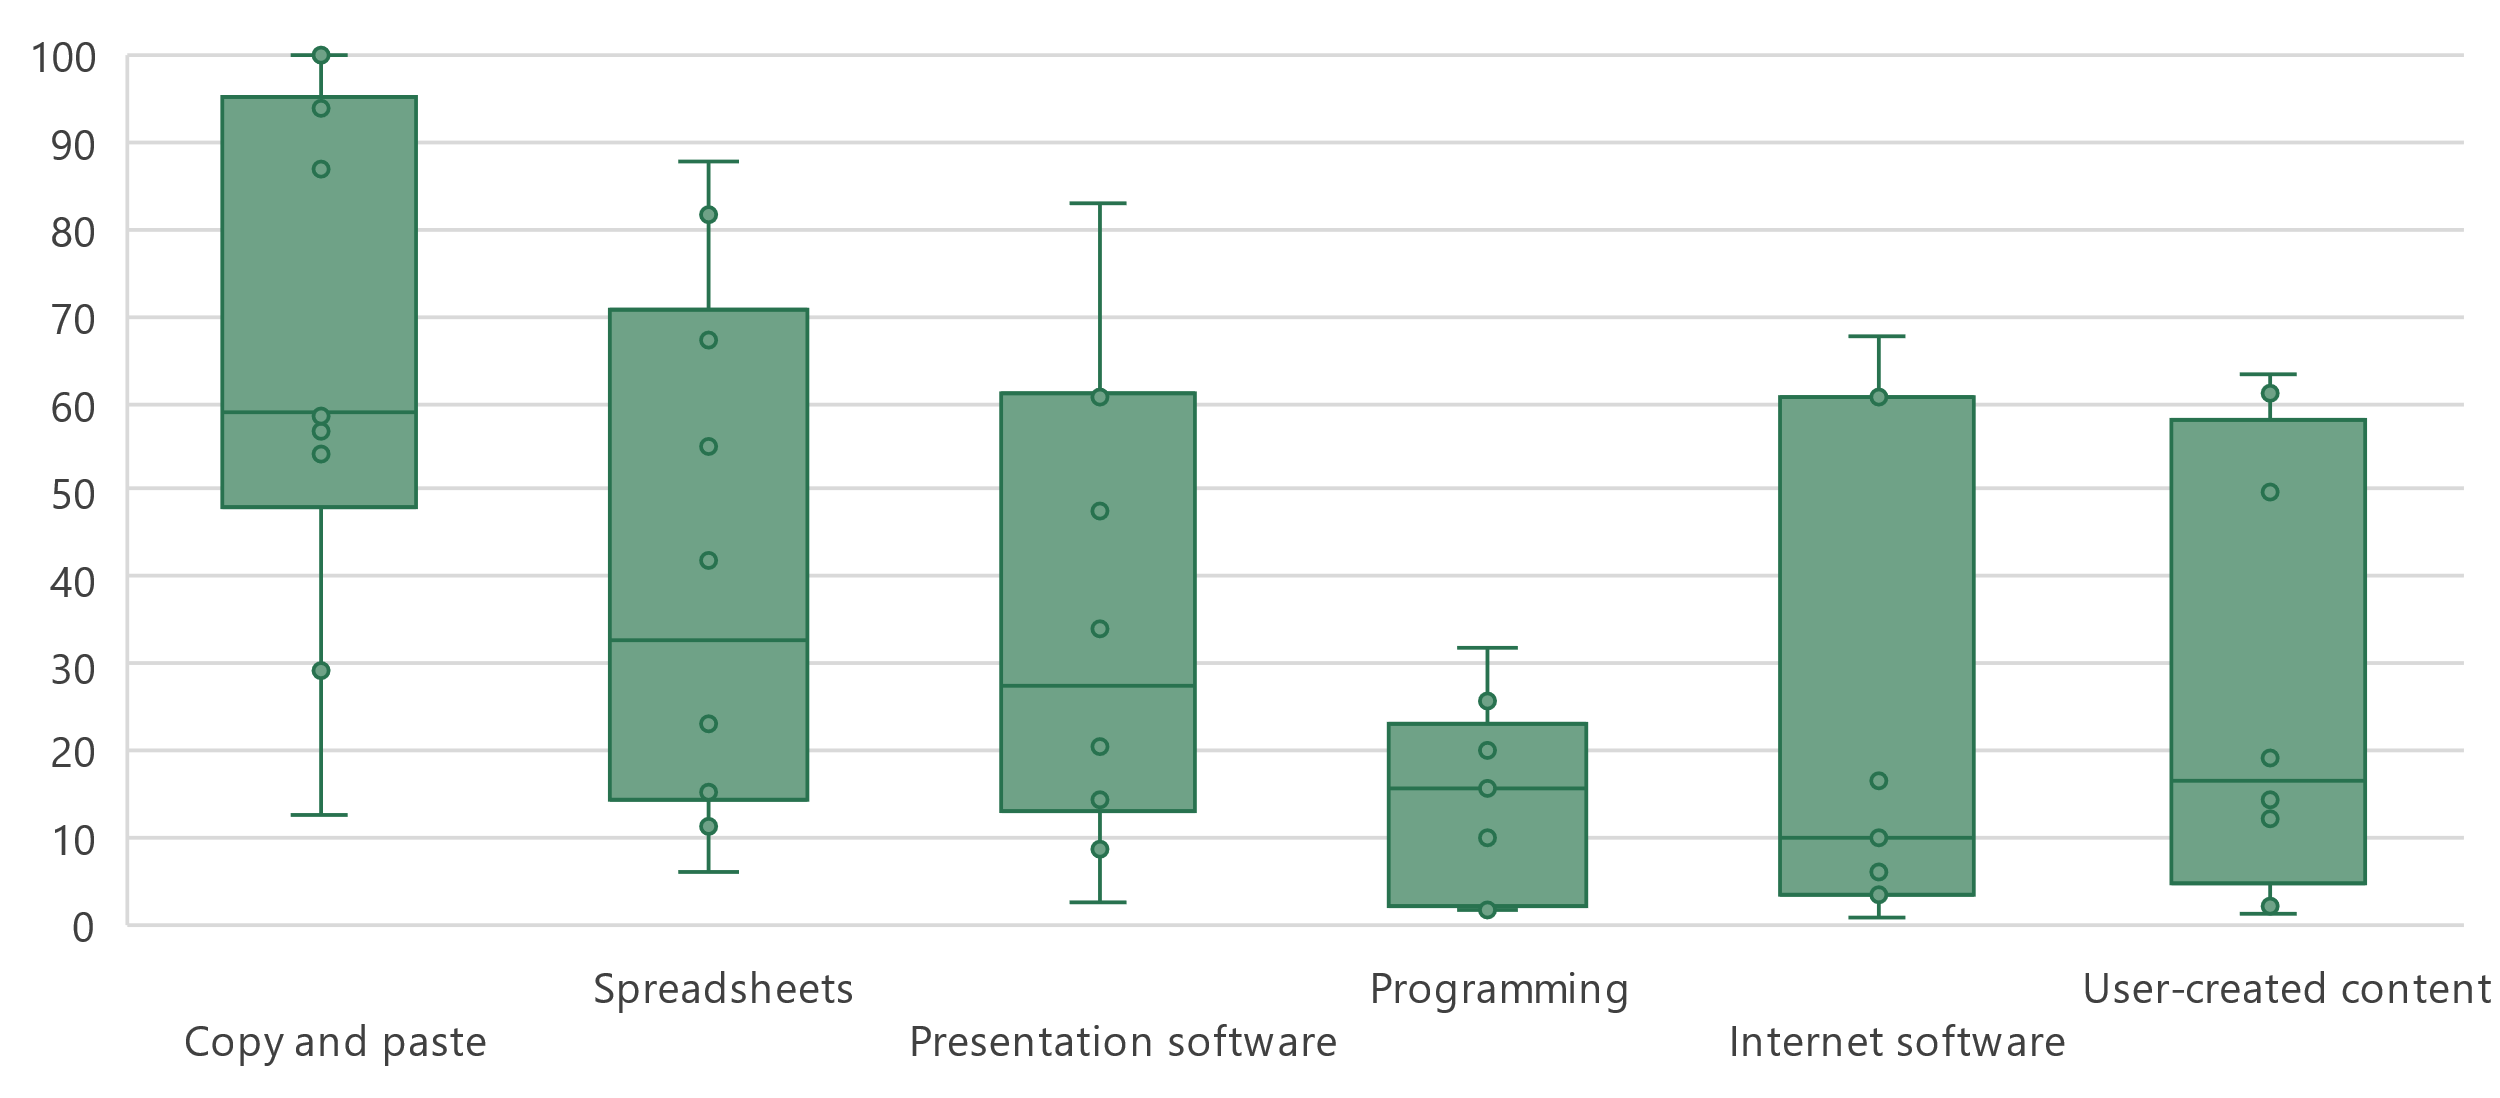 100
90
80
70
60
50
40
30
20
10
0
Spreadsheets
Programming
User-created content
Copy and paste
Presentation software
Internet software